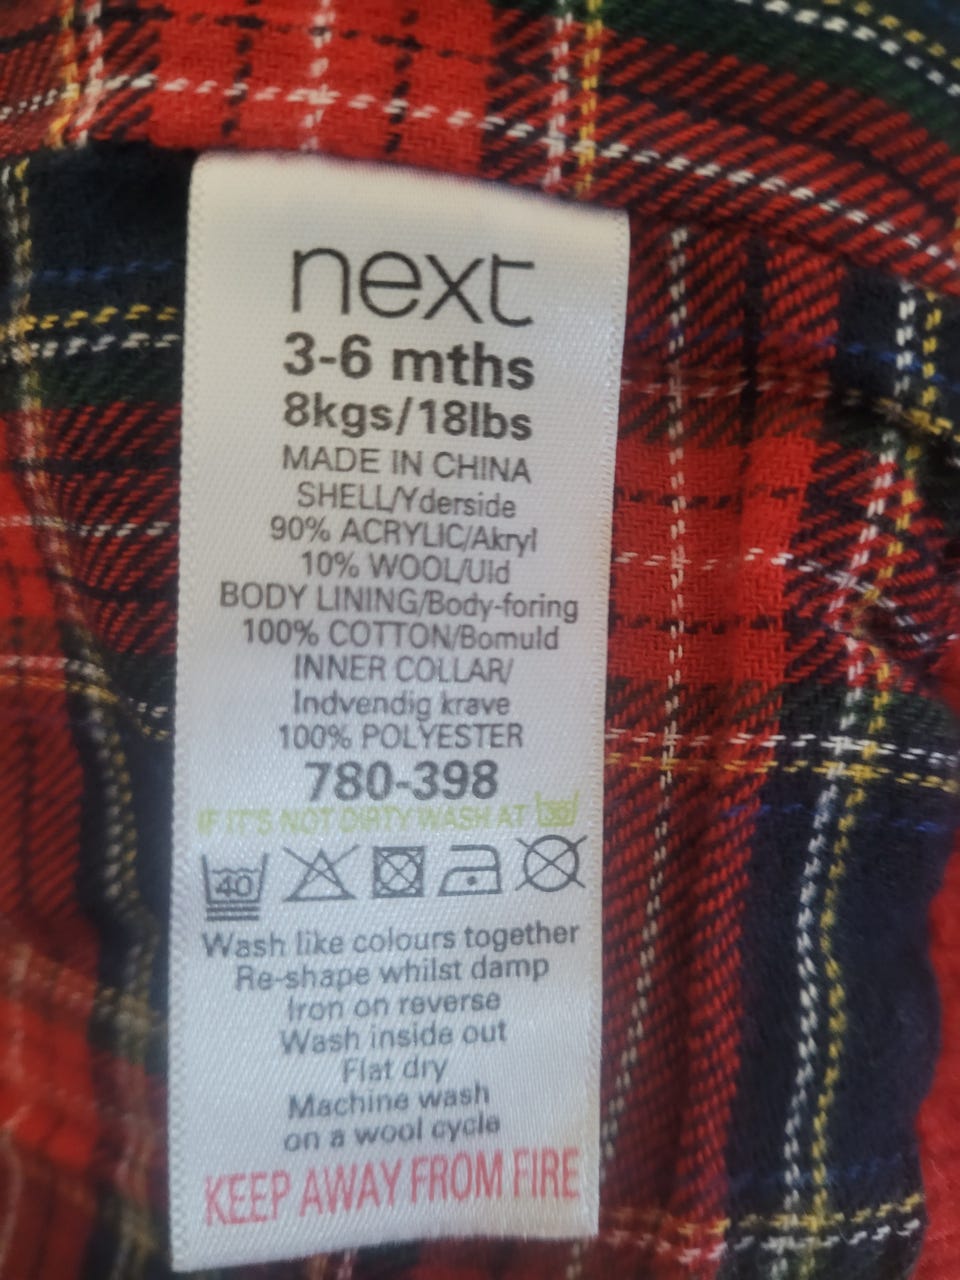 next
3-6 mths
8kgs/18lbs
MADE IN CHINA
SHELL/Yderside
90% ACRYLIC/Akryl
10% WOOL/Uld
BODY LINING/Body-foring
100% COTTON/Bomuld
INNER COLLAR/
Indvendig krave
100% POLYESTER
780-398
IF IT'S NOT DIRTY WASH AT 30
40
Wash like colours together
Re-shape whilst damp
Iron on reverse
Wash inside out
Flat dry
Machine wash
on a wool cycle
KEEP AWAY FROM FIRE